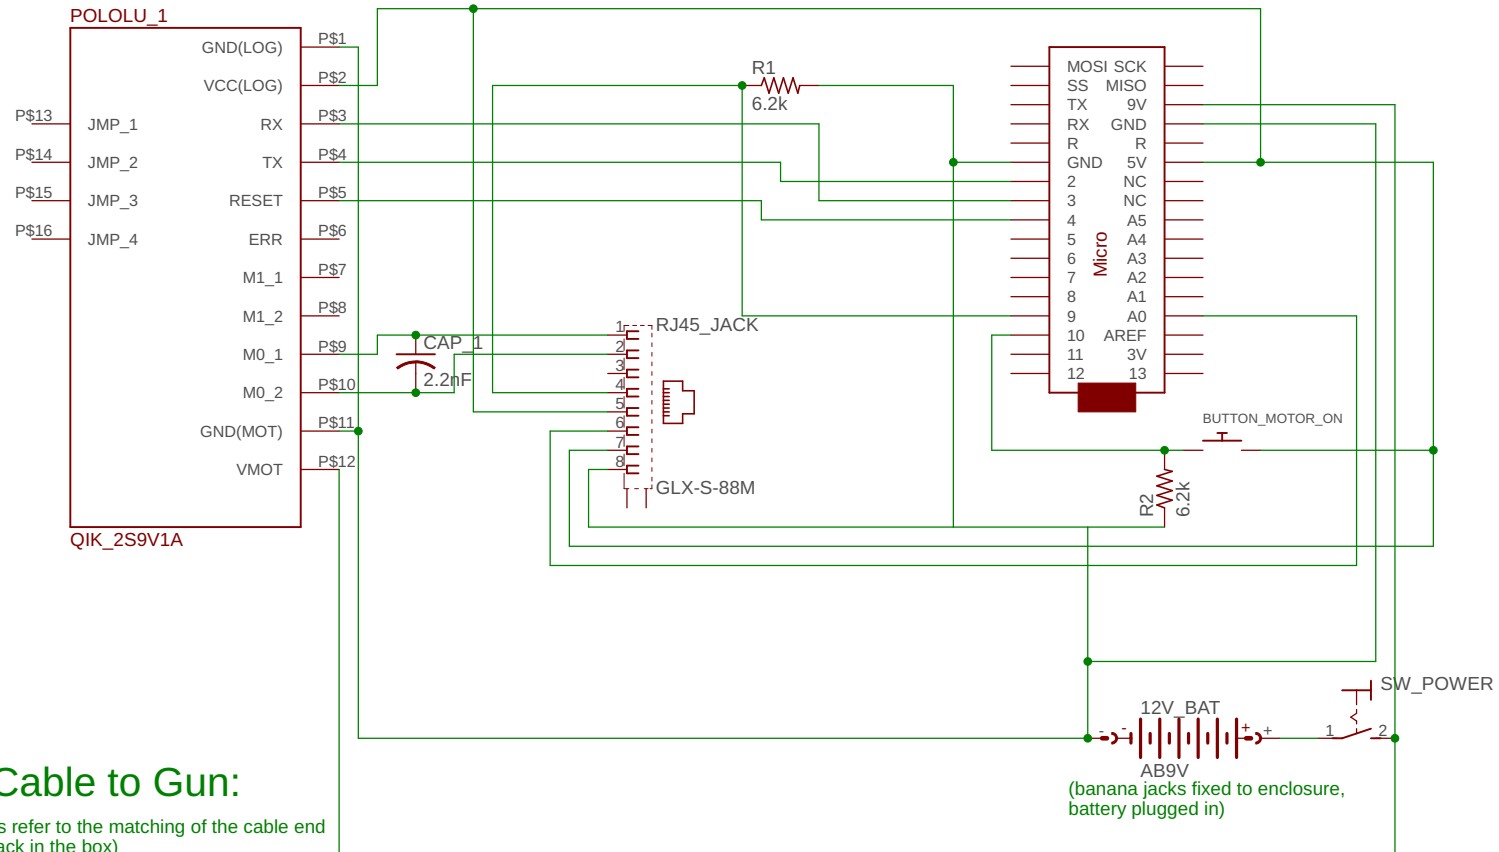 POLOLU_1
GND(LOG) P$1
VCC(LOG) P$2
P$13 JMP_1 RX P$3
P$14 JMP_2 TX P$4
P$15 JMP_3 RESET P$5
P$16 JMP_4 ERR P$6
M1_1 P$7
M1_2 P$8
M0_1 P$9
M0_2 P$10
GND(MOT) P$11
VMOT P$12
QIK_2S9V1A
CAP_1
2.2nF
R1
6.2k
RJ45_JACK
1
2
3
4
5
6
7
8
GLX-S-88M
MOSI SCK
SS MISO
TX 9V
RX GND
R R
GND 5V
2 NC
3 NC
4 A5
5 A4
6 A3
7 A2
8 A1
9 A0
10 AREF
11 3V
12 13
Micro
BUTTON_MOTOR_ON
R2
6.2k
SW_POWER
1 2
12V_BAT
- - + +
AB9V
(banana jacks fixed to enclosure,
battery plugged in)
Cable to Gun:
s refer to the matching of the cable end
ack in the box)